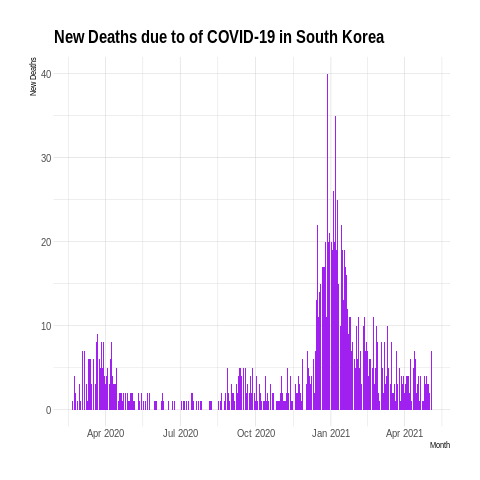 New Deaths due to of COVID-19 in South Korea
New Deaths
40
30
20
10
0
Apr 2020 Jul 2020 Oct 2020 Jan 2021 Apr 2021
Month